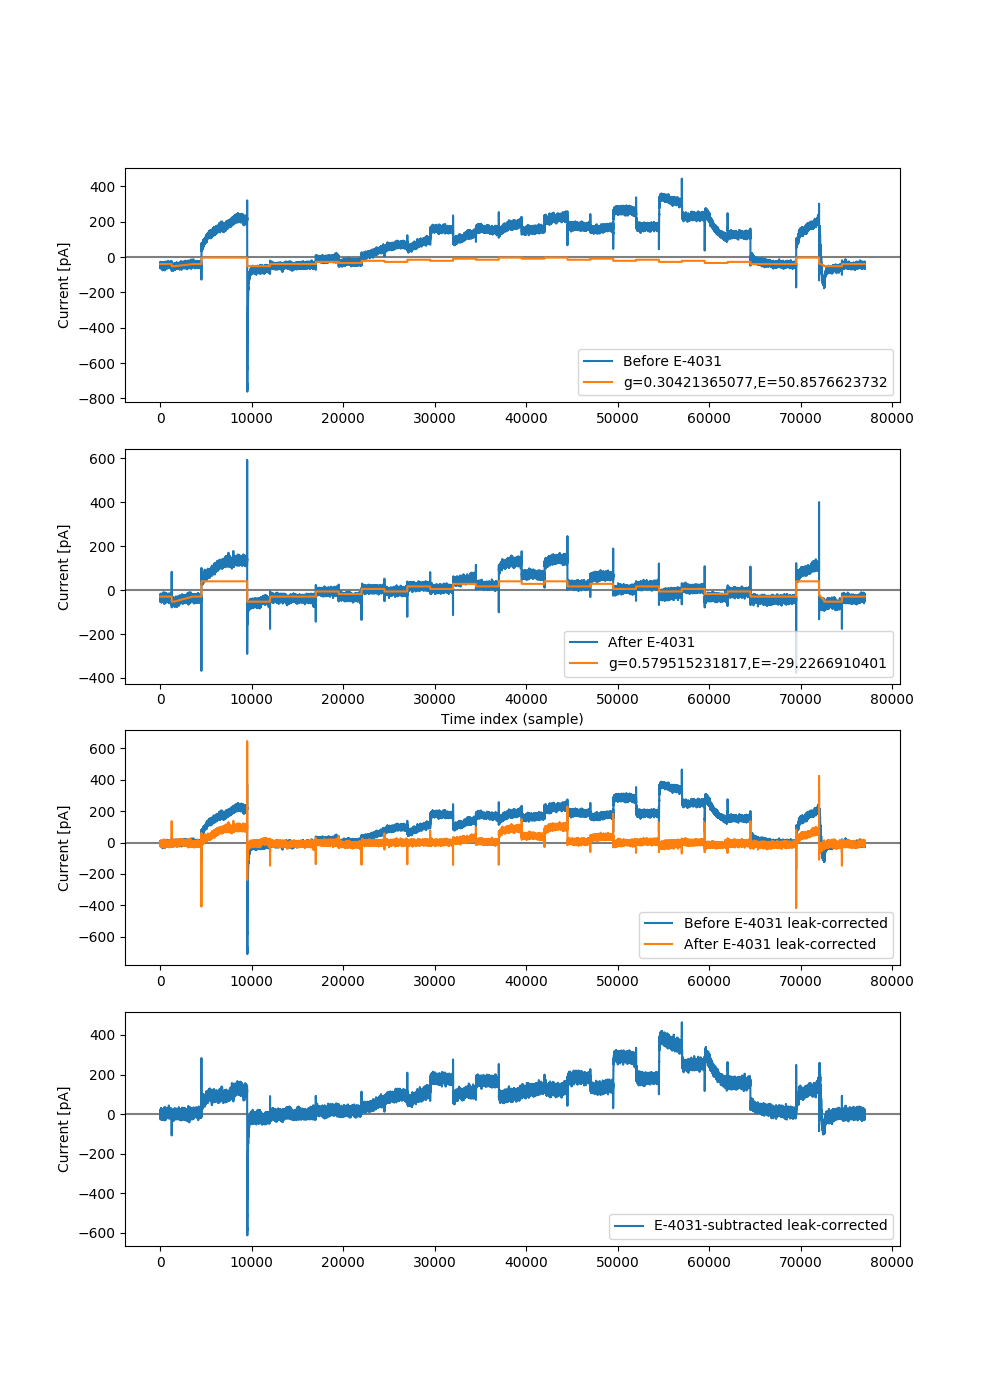 400
200
0
−200
−400
−600
−800
Current [pA]
Before E-4031
g=0.30421365077,E=50.8576623732
0 10000 20000 30000 40000 50000 60000 70000 80000
600
400
200
0
−200
−400
Current [pA]
After E-4031
g=0.579515231817,E=-29.2266910401
0 10000 20000 30000 40000 50000 60000 70000 80000
Time index (sample)
600
400
200
0
−200
−400
−600
Current [pA]
Before E-4031 leak-corrected
After E-4031 leak-corrected
0 10000 20000 30000 40000 50000 60000 70000 80000
400
200
0
−200
−400
−600
Current [pA]
E-4031-subtracted leak-corrected
0 10000 20000 30000 40000 50000 60000 70000 80000